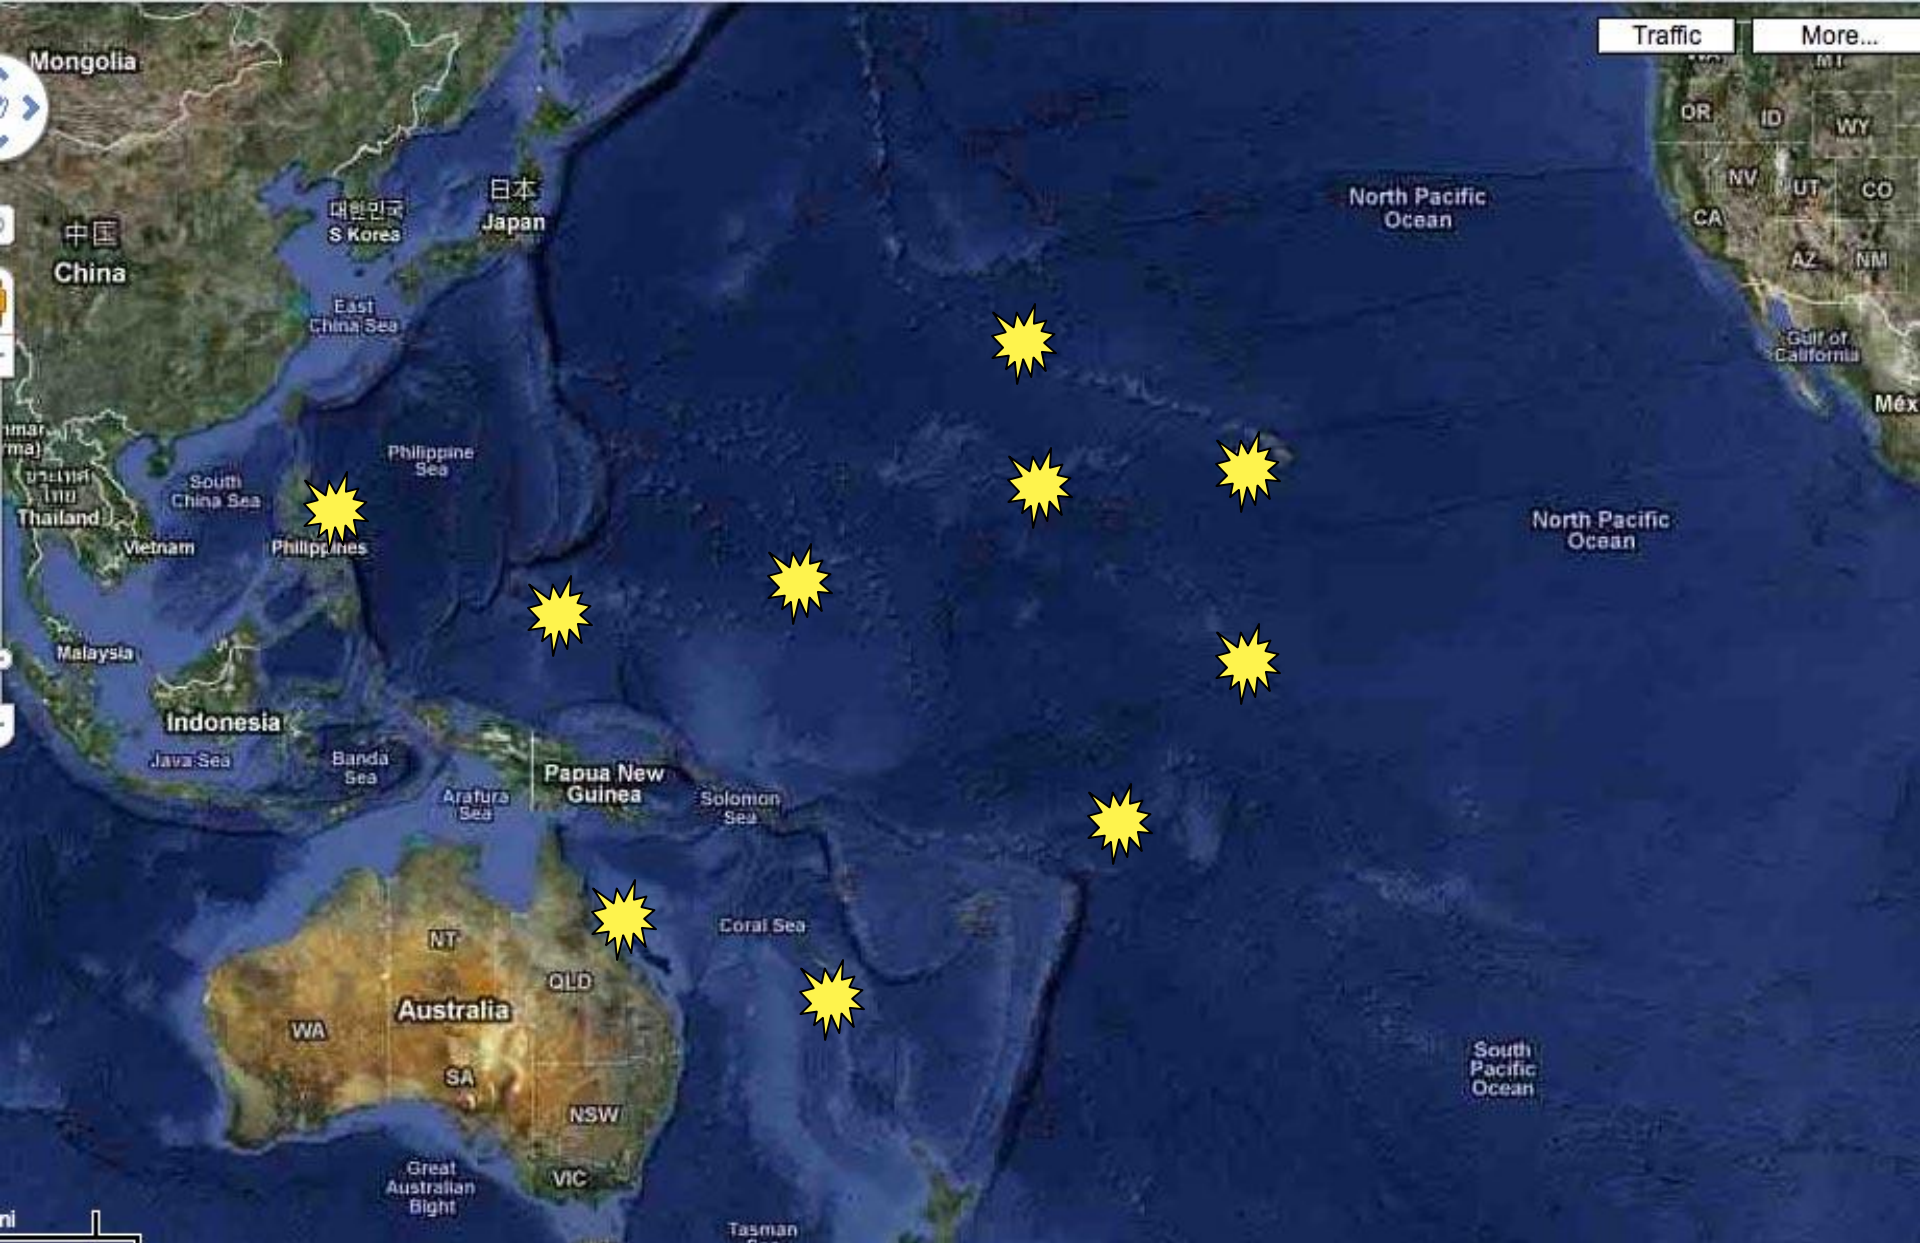 Traffic
More...
Mongolia
WA
MT
OR
ID
WY
日本
Japan
대한민국
S Korea
NV
UT
CO
North Pacific
Ocean
CA
中国
China
AZ
NM
East
China Sea
Gulf of
California
Méx
Philippine
Sea
South
China Sea
Thailand
Vietnam
Philippines
North Pacific
Ocean
Malaysia
Indonesia
Java Sea
Banda
Sea
Papua New
Guinea
Arafura
Sea
Solomon
Sea
Coral Sea
NT
QLD
Australia
WA
SA
NSW
South
Pacific
Ocean
VIC
Great
Australian
Bight
Tasman